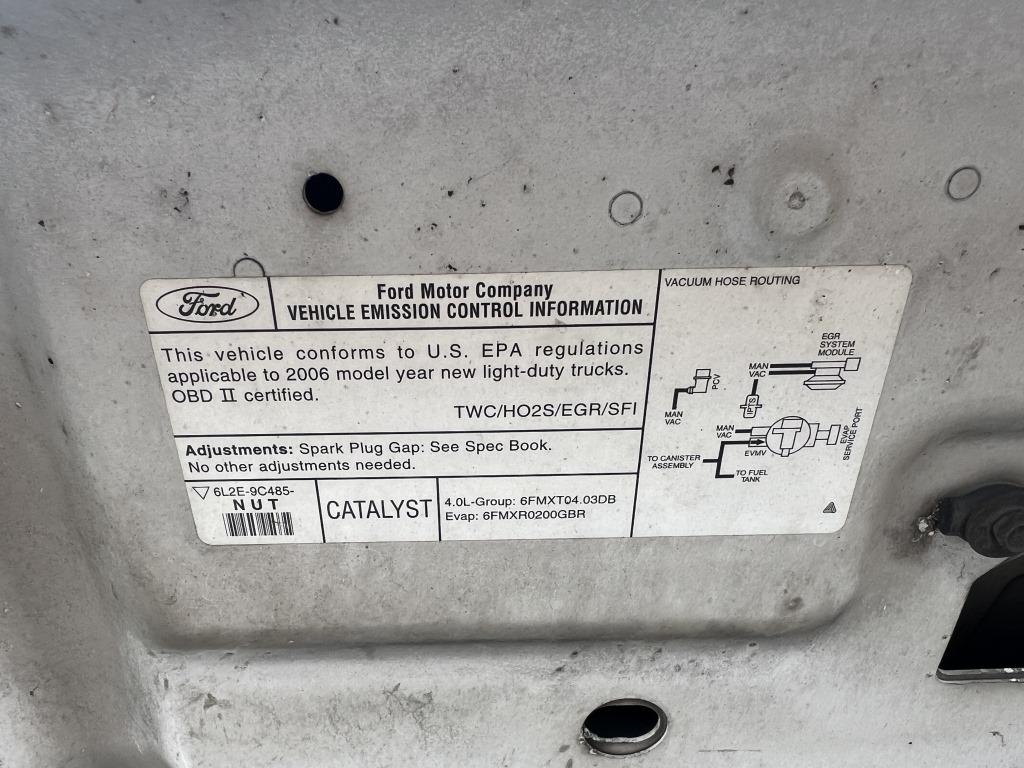 Ford
Ford Motor Company
VEHICLE EMISSION CONTROL INFORMATION
This vehicle conforms to U.S. EPA regulations
applicable to 2006 model year new light-duty trucks.
OBD II certified.
TWC/HO2S/EGR/SFI
Adjustments: Spark Plug Gap: See Spec Book.
No other adjustments needed.
6L2E-9C485-
NUT
CATALYST
4.0L-Group: 6FMXT04.03DB
Evap: 6FMXR0200GBR
VACUUM HOSE ROUTING
EGR
SYSTEM
MODULE
MAN
VAC
PCV
MAN
VAC
IPTS
MAN
VAC
EVMV
EVAP
SERVICE PORT
TO CANISTER
ASSEMBLY
TO FUEL
TANK